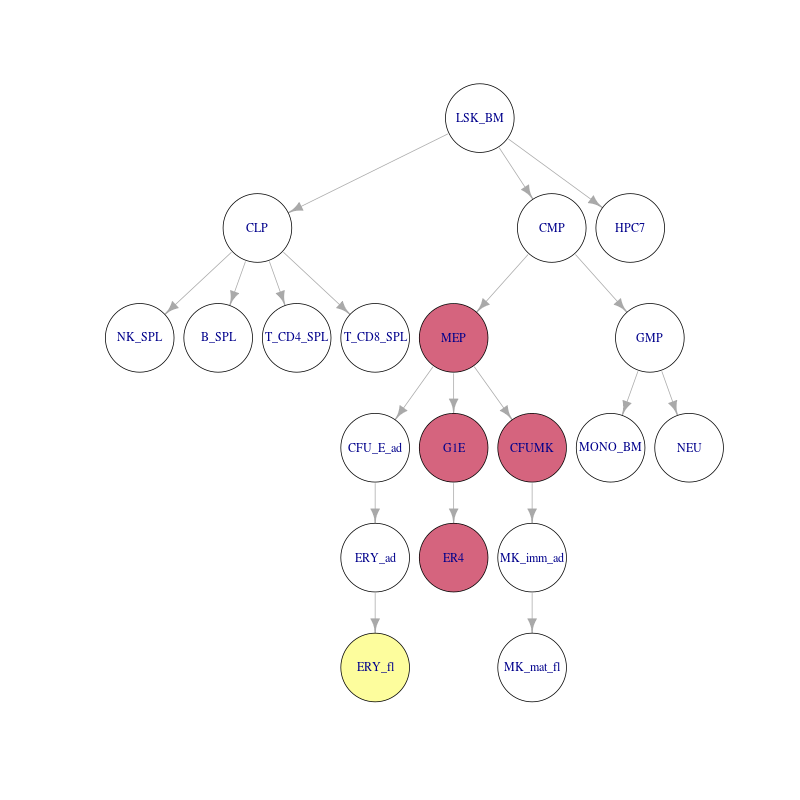 LSK_BM
CLP
CMP
HPC7
NK_SPL
B_SPL
T_CD4_SPL
T_CD8_SPL
MEP
GMP
CFU_E_ad
G1E
CFUMK
MONO_BM
NEU
ERY_ad
ER4
MK_imm_ad
ERY_fl
MK_mat_fl